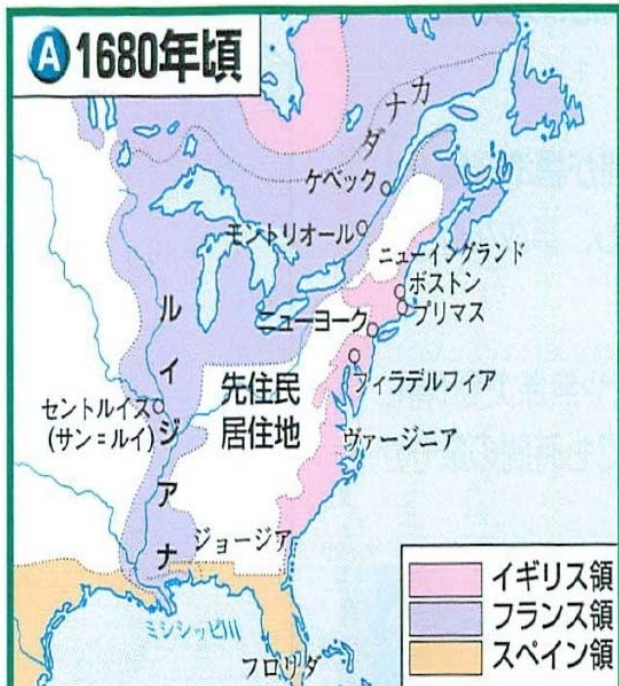 A 1680年頃
カナダ
ケベック
モントリオール
ニューイングランド
ボストン
プリマス
ニューヨーク
フィラデルフィア
ルイジアナ
先住民
居住地
セントルイス
(サン=ルイ)
ヴァージニア
ジョージア
ミシシッピ川
フロリダ
イギリス領
フランス領
スペイン領